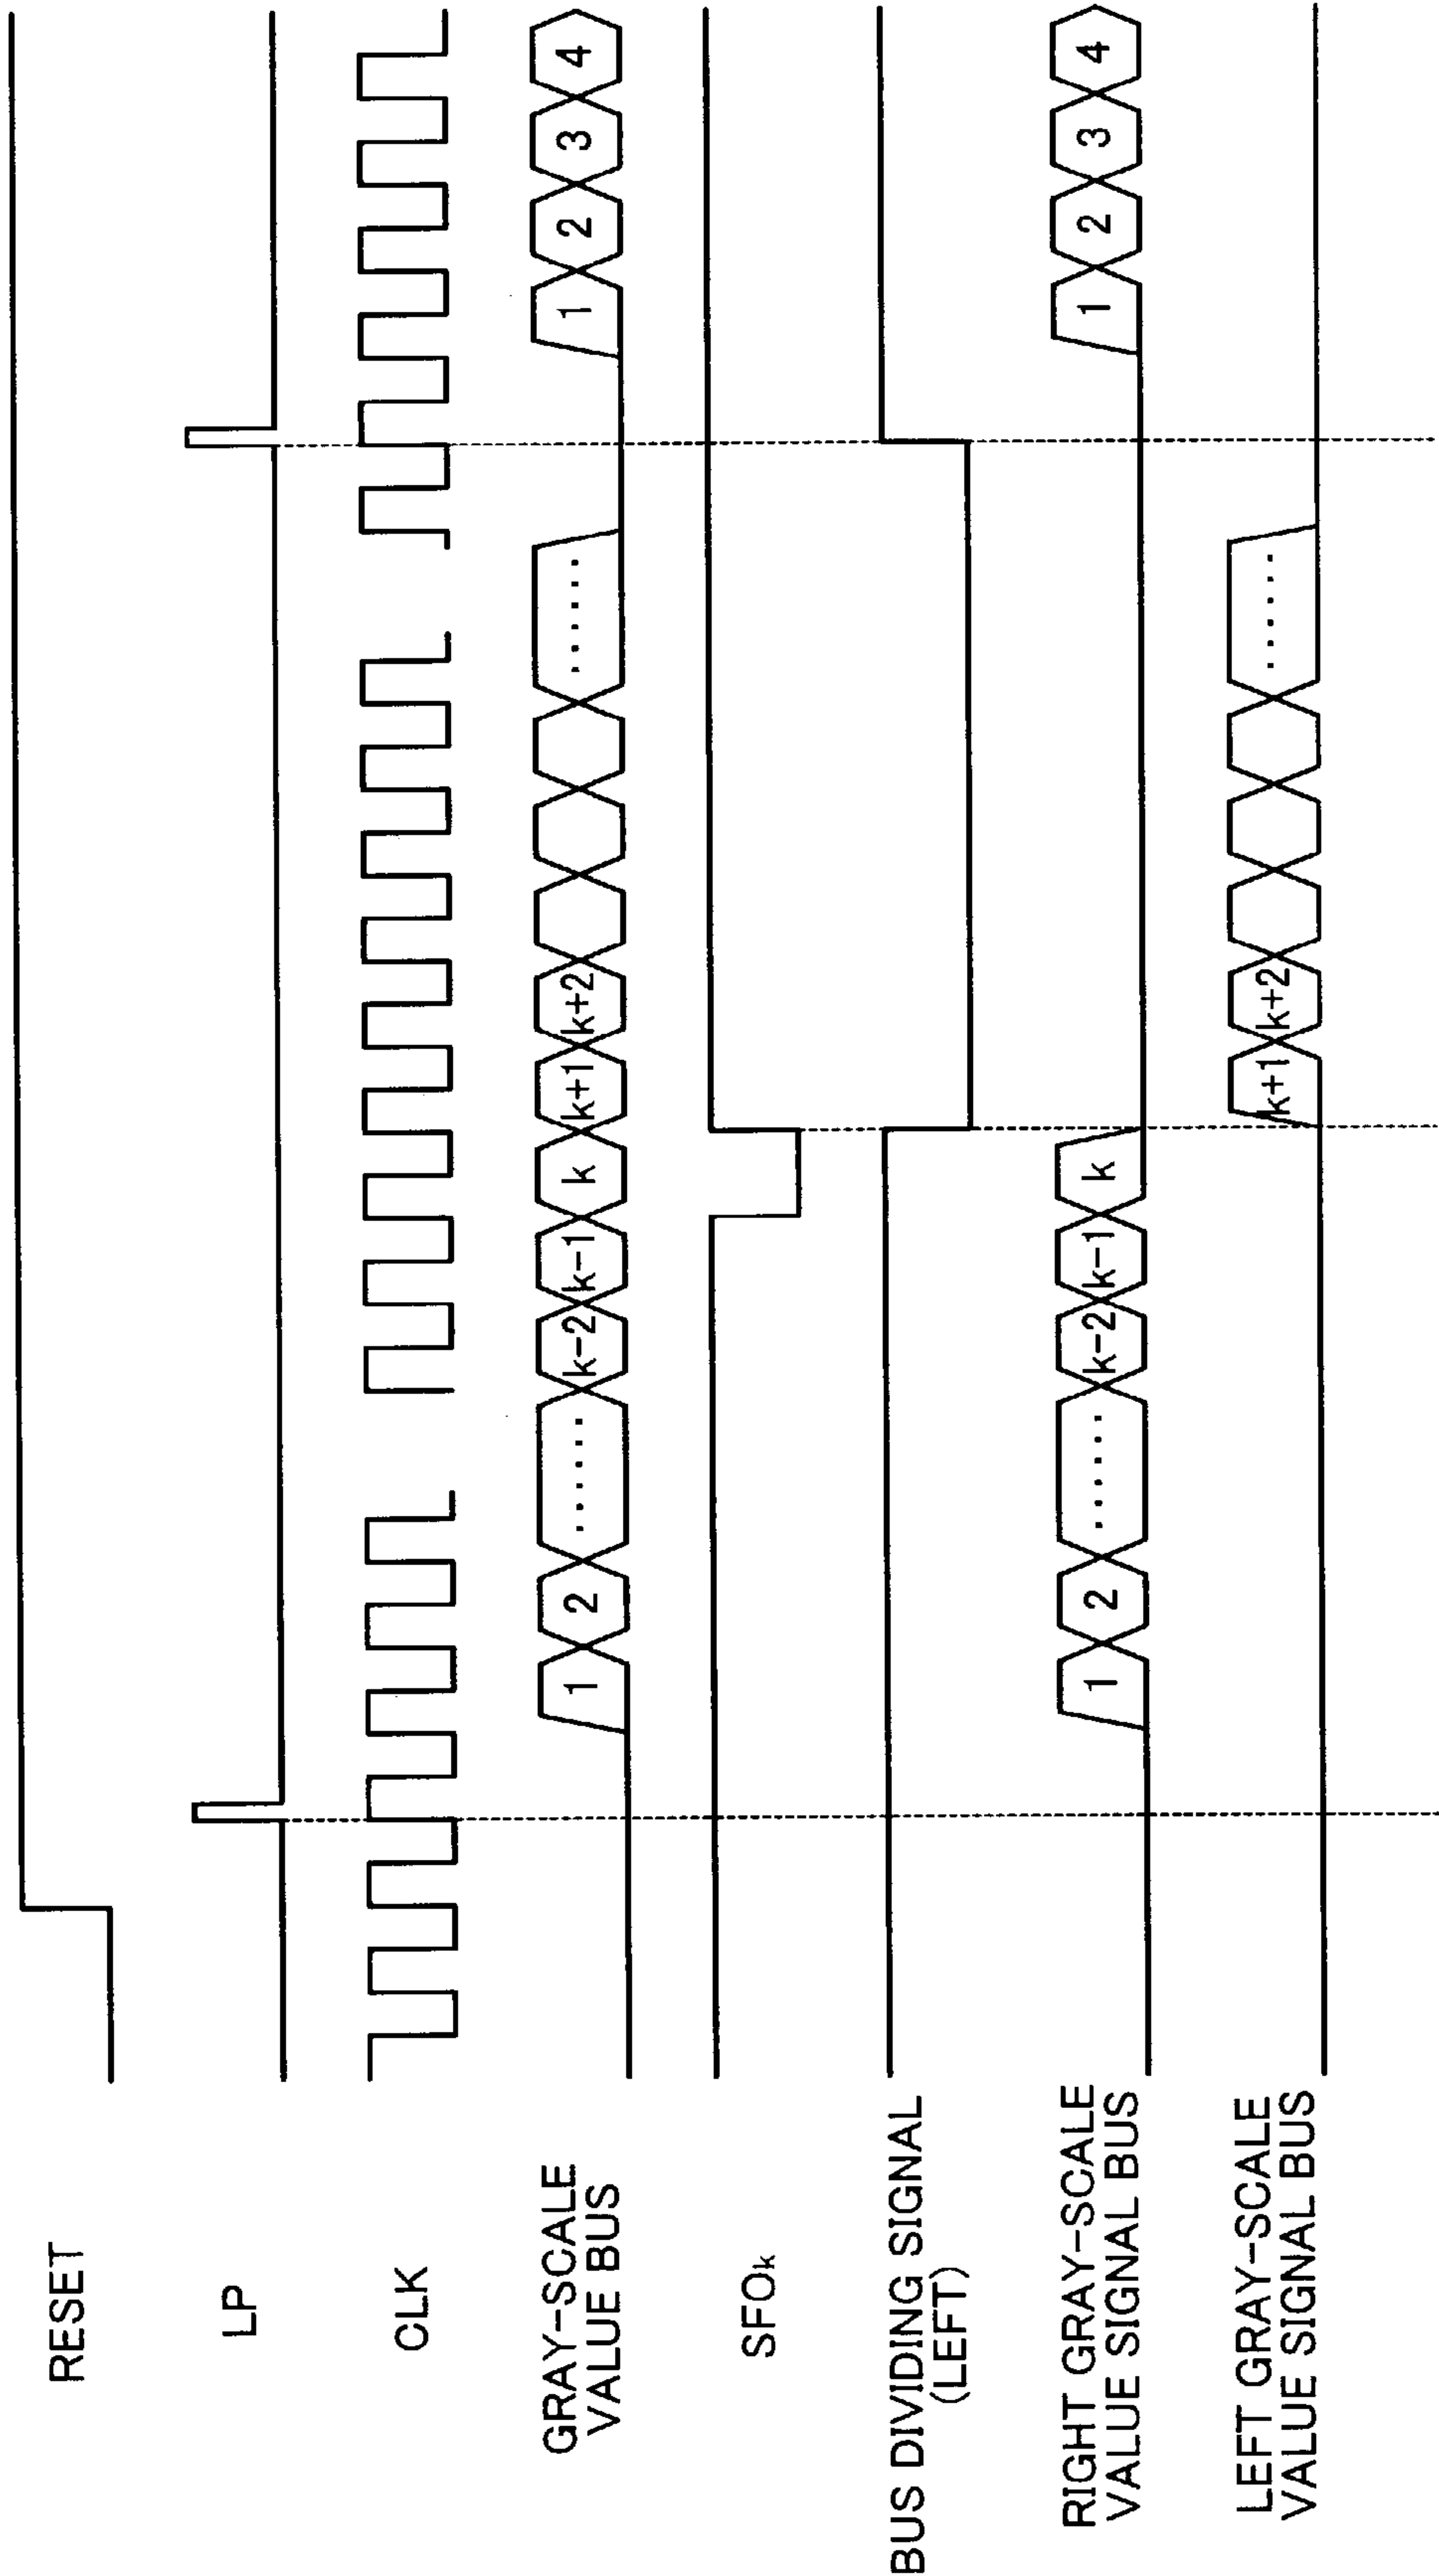 RESET
LP
CLK
GRAY-SCALE
VALUE BUS
1 2 ...... k-2 k-1 k k+1 k+2 ...... 1 2 3 4
SFOk
BUS DIVIDING SIGNAL
(LEFT)
RIGHT GRAY-SCALE
VALUE SIGNAL BUS
1 2 ...... k-2 k-1 k 1 2 3 4
LEFT GRAY-SCALE
VALUE SIGNAL BUS
k+1 k+2 ......